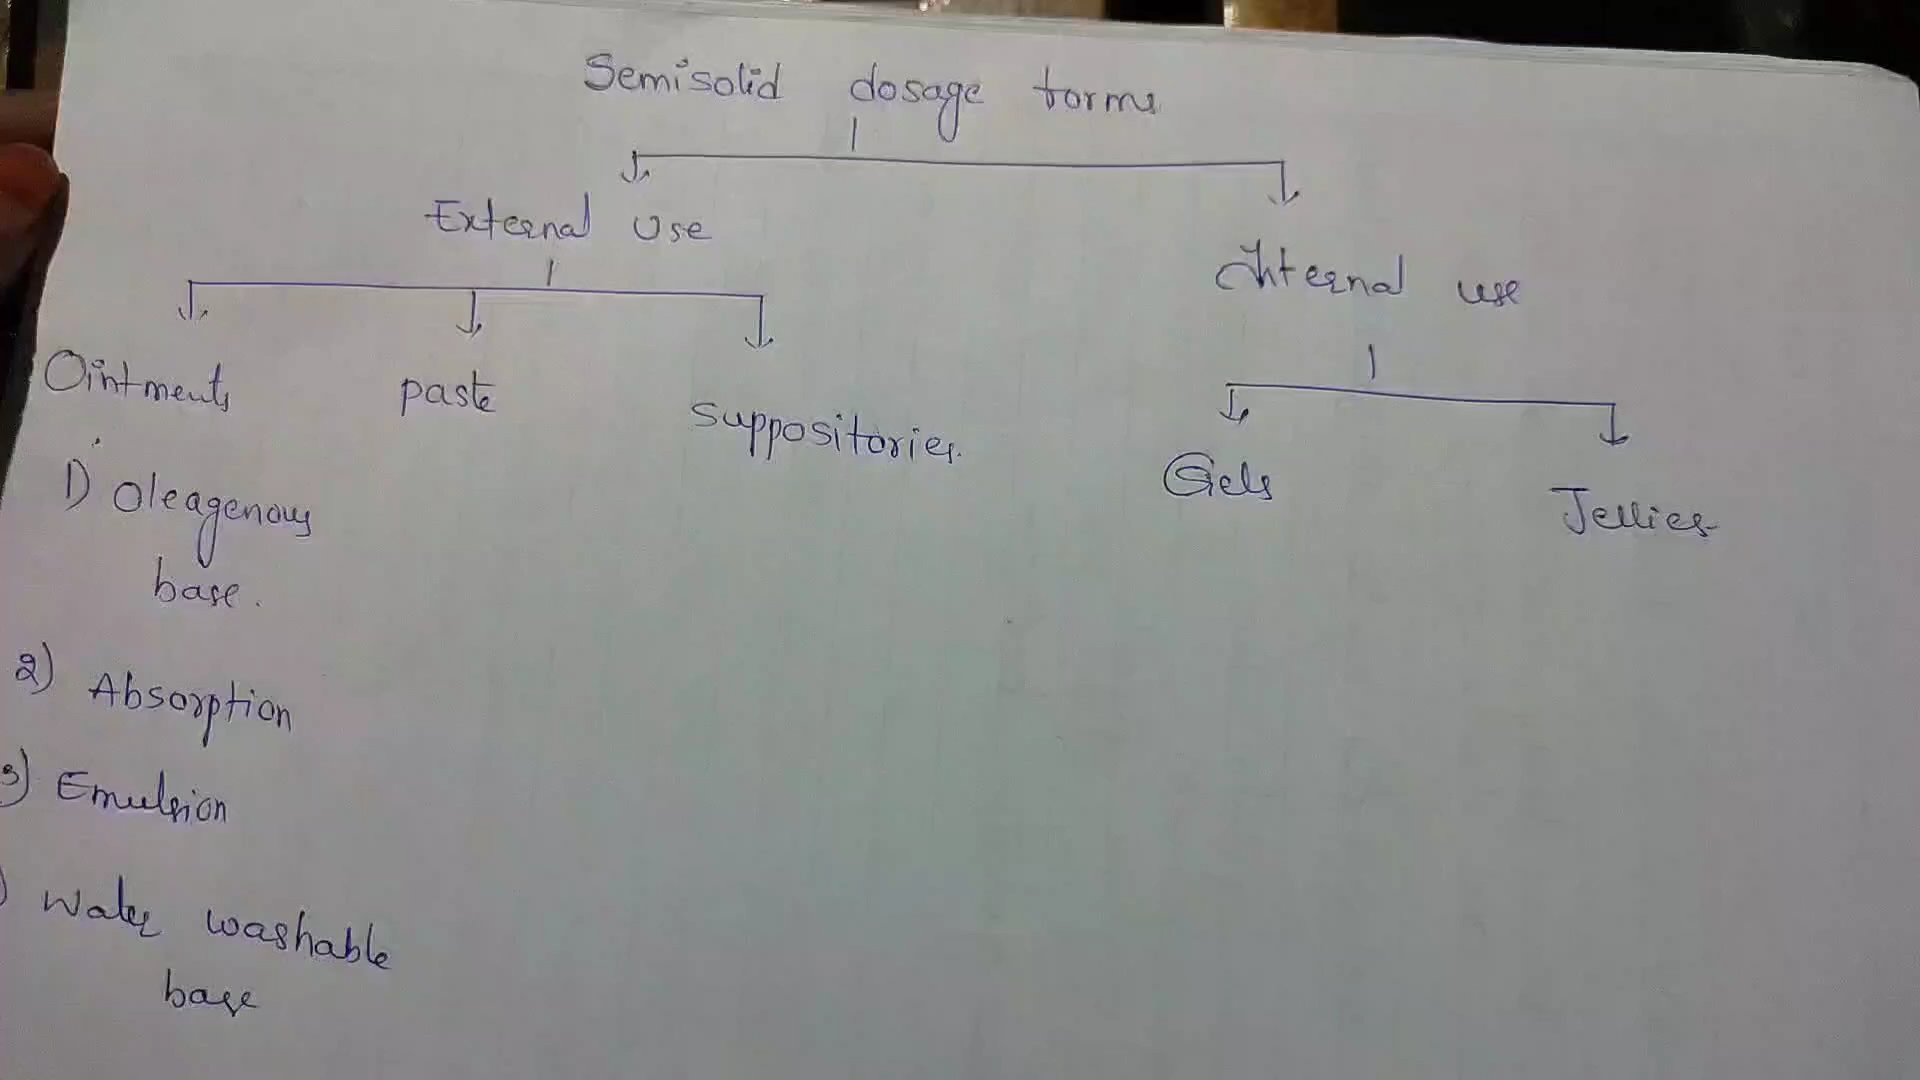 Semisolid dosage forms
External Use
Internal use
Ointments paste suppositories.
Gels Jellies
1) Oleagenous
base.
2) Absorption
3) Emulsion
) Water washable
base